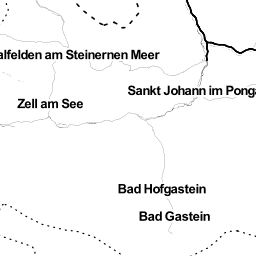 alfelden am Steinernen Meer
Sankt Johann im Ponga
Zell am See
Bad Hofgastein
Bad Gastein